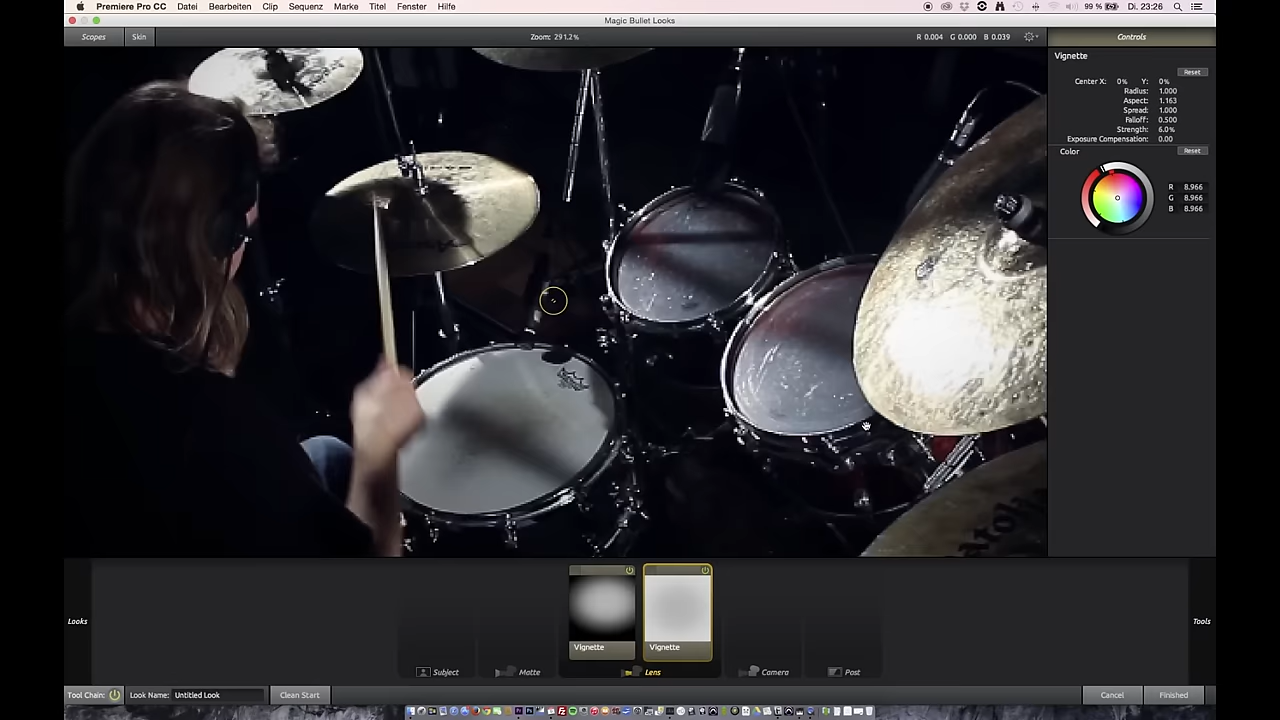 Premiere Pro CC Datei Bearbeiten Clip Sequenz Marke Titel Fenster Hilfe
99 % Di. 23:26
Magic Bullet Looks
Scopes Skin Zoom: 291.2% R 0.004 G 0.000 B 0.039 Controls
Vignette
Reset
Center X: 0% Y: 0%
Radius: 1.000
Aspect: 1.163
Spread: 1.000
Falloff: 0.500
Strength: 6.0%
Exposure Compensation: 0.00
Color Reset
R 8.966
G 8.966
B 8.966
Looks
Vignette Vignette
Tools
Subject Matte Lens Camera Post
Tool Chain: Look Name: Untitled Look Clean Start Cancel Finished